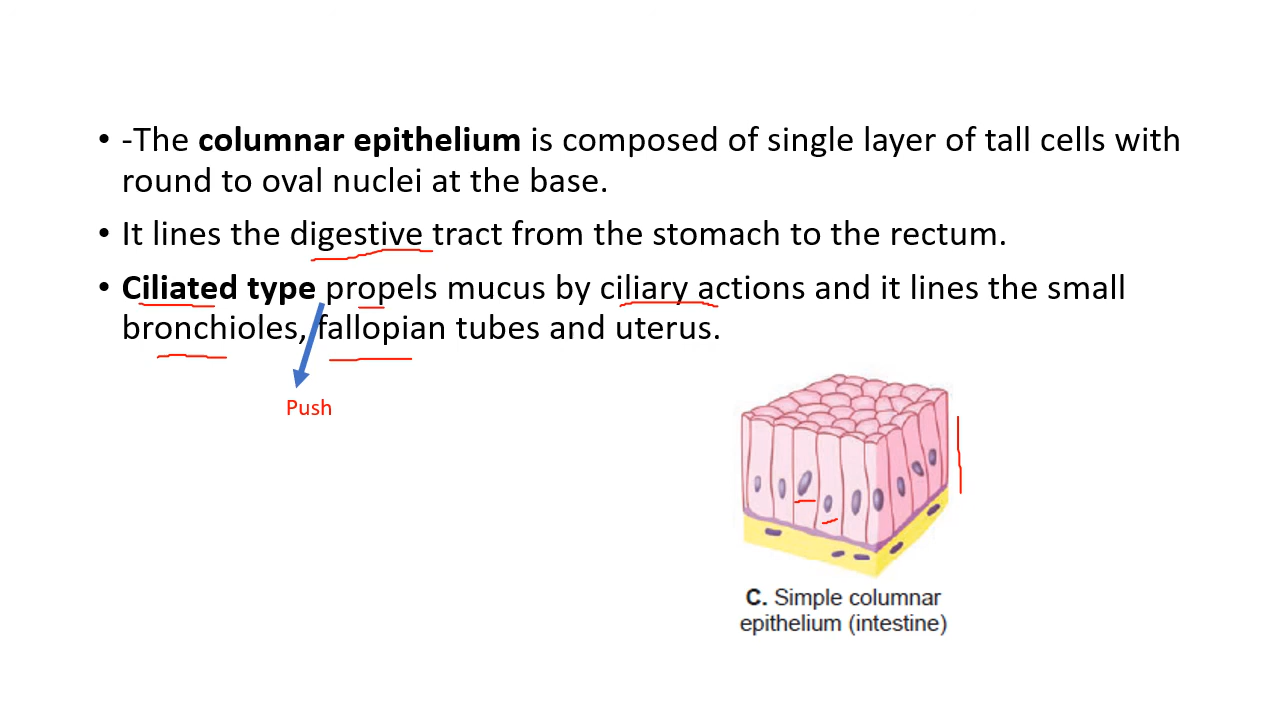 • -The columnar epithelium is composed of single layer of tall cells with
round to oval nuclei at the base.
• It lines the digestive tract from the stomach to the rectum.
• Ciliated type propels mucus by ciliary actions and it lines the small
bronchioles, fallopian tubes and uterus.
Push
C. Simple columnar
epithelium (intestine)